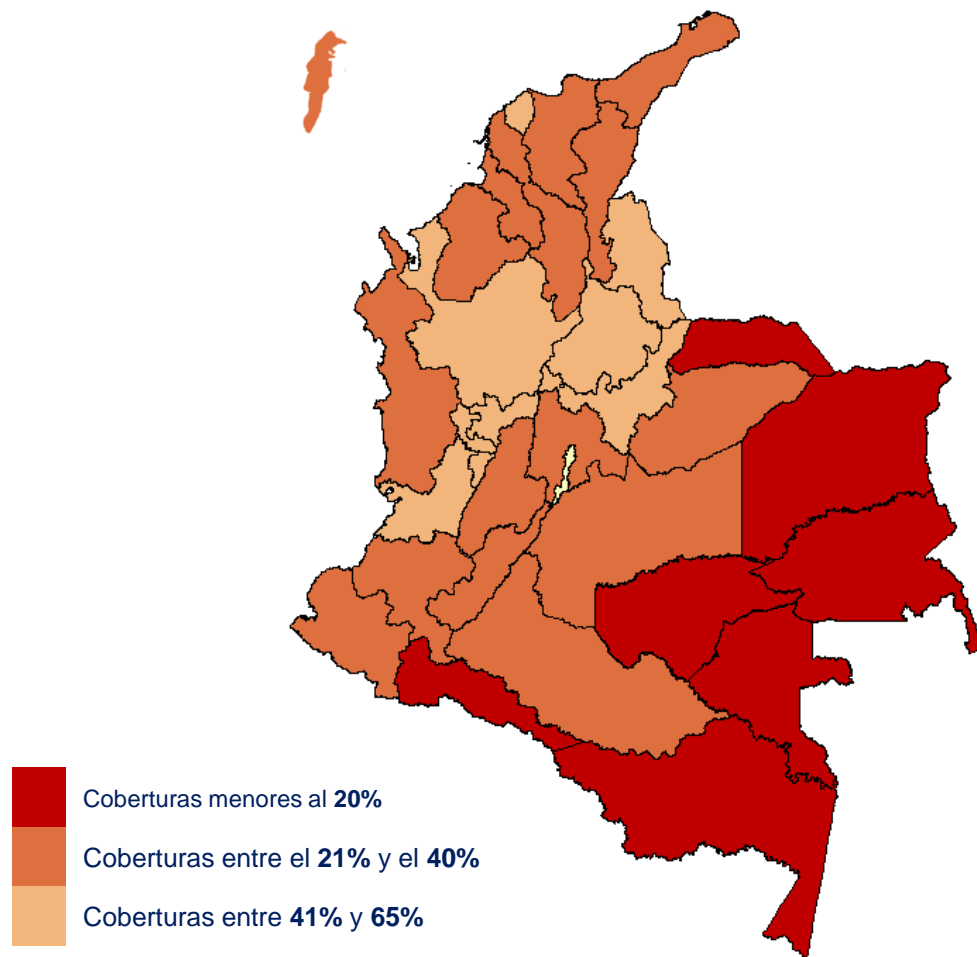 Coberturas menores al 20%
Coberturas entre el 21% y el 40%
Coberturas entre 41% y 65%